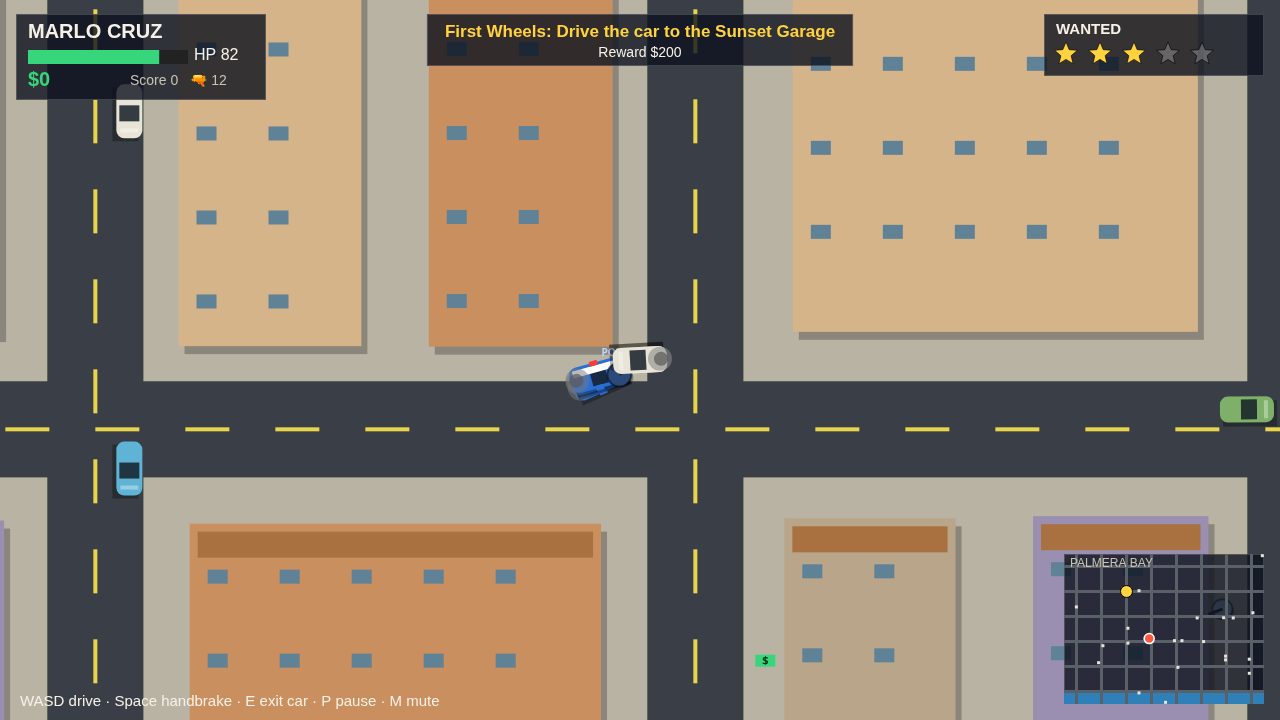 MARLO CRUZ
HP 82
$0
Score 0
12
First Wheels: Drive the car to the Sunset Garage
Reward $200
WANTED
$
PALMERA BAY
WASD drive · Space handbrake · E exit car · P pause · M mute